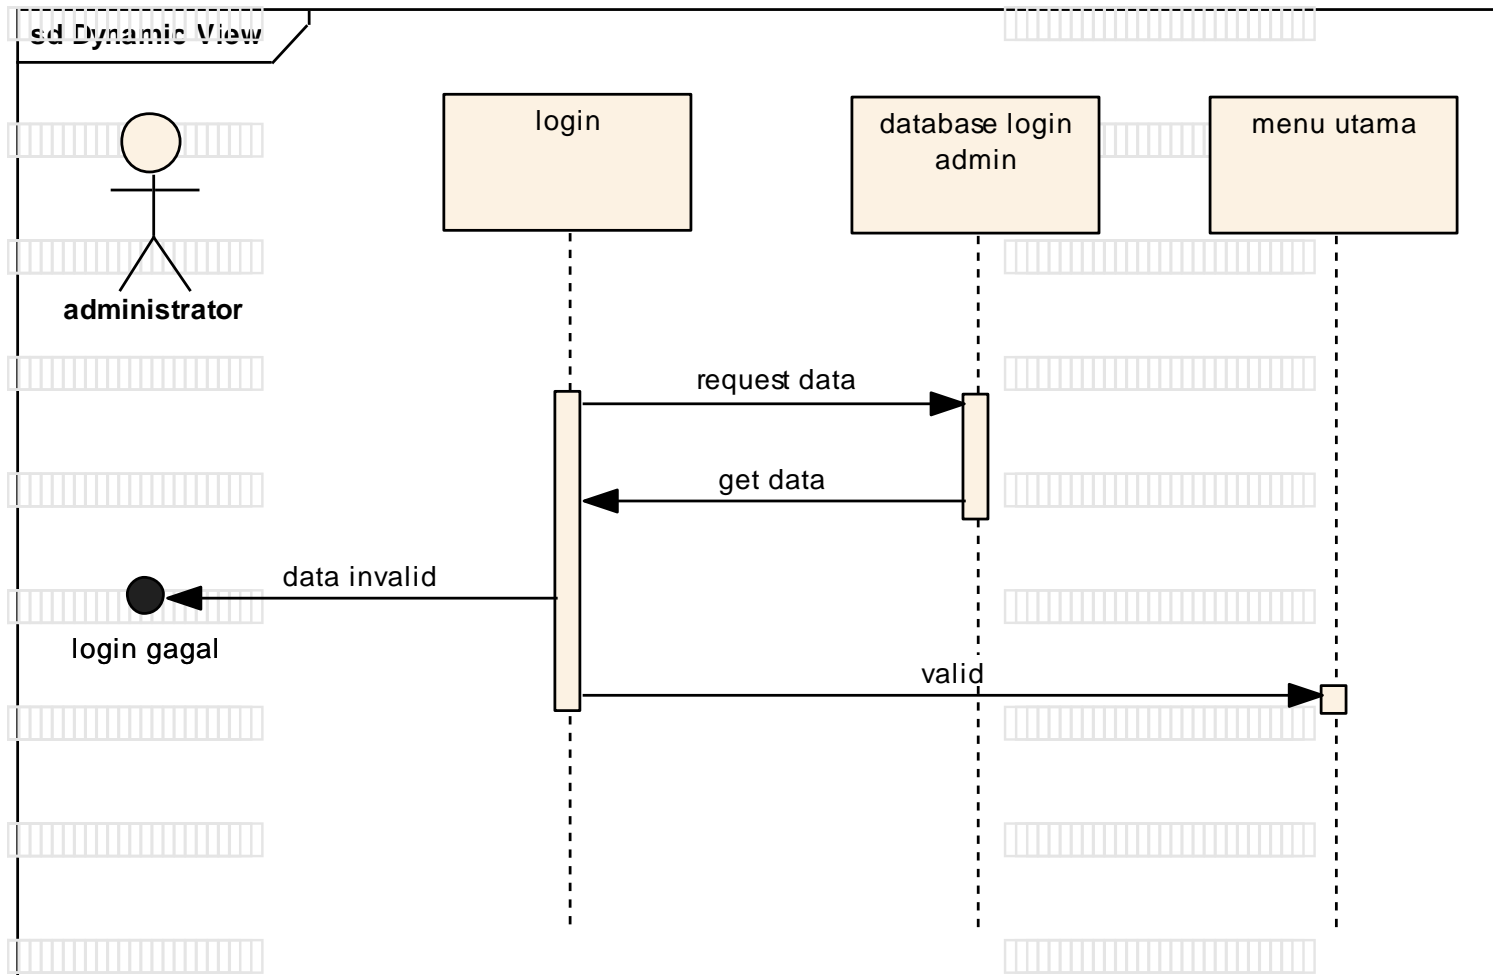 sd Dynamic View
login
database login
admin
menu utama
administrator
request data
get data
data invalid
login gagal
valid